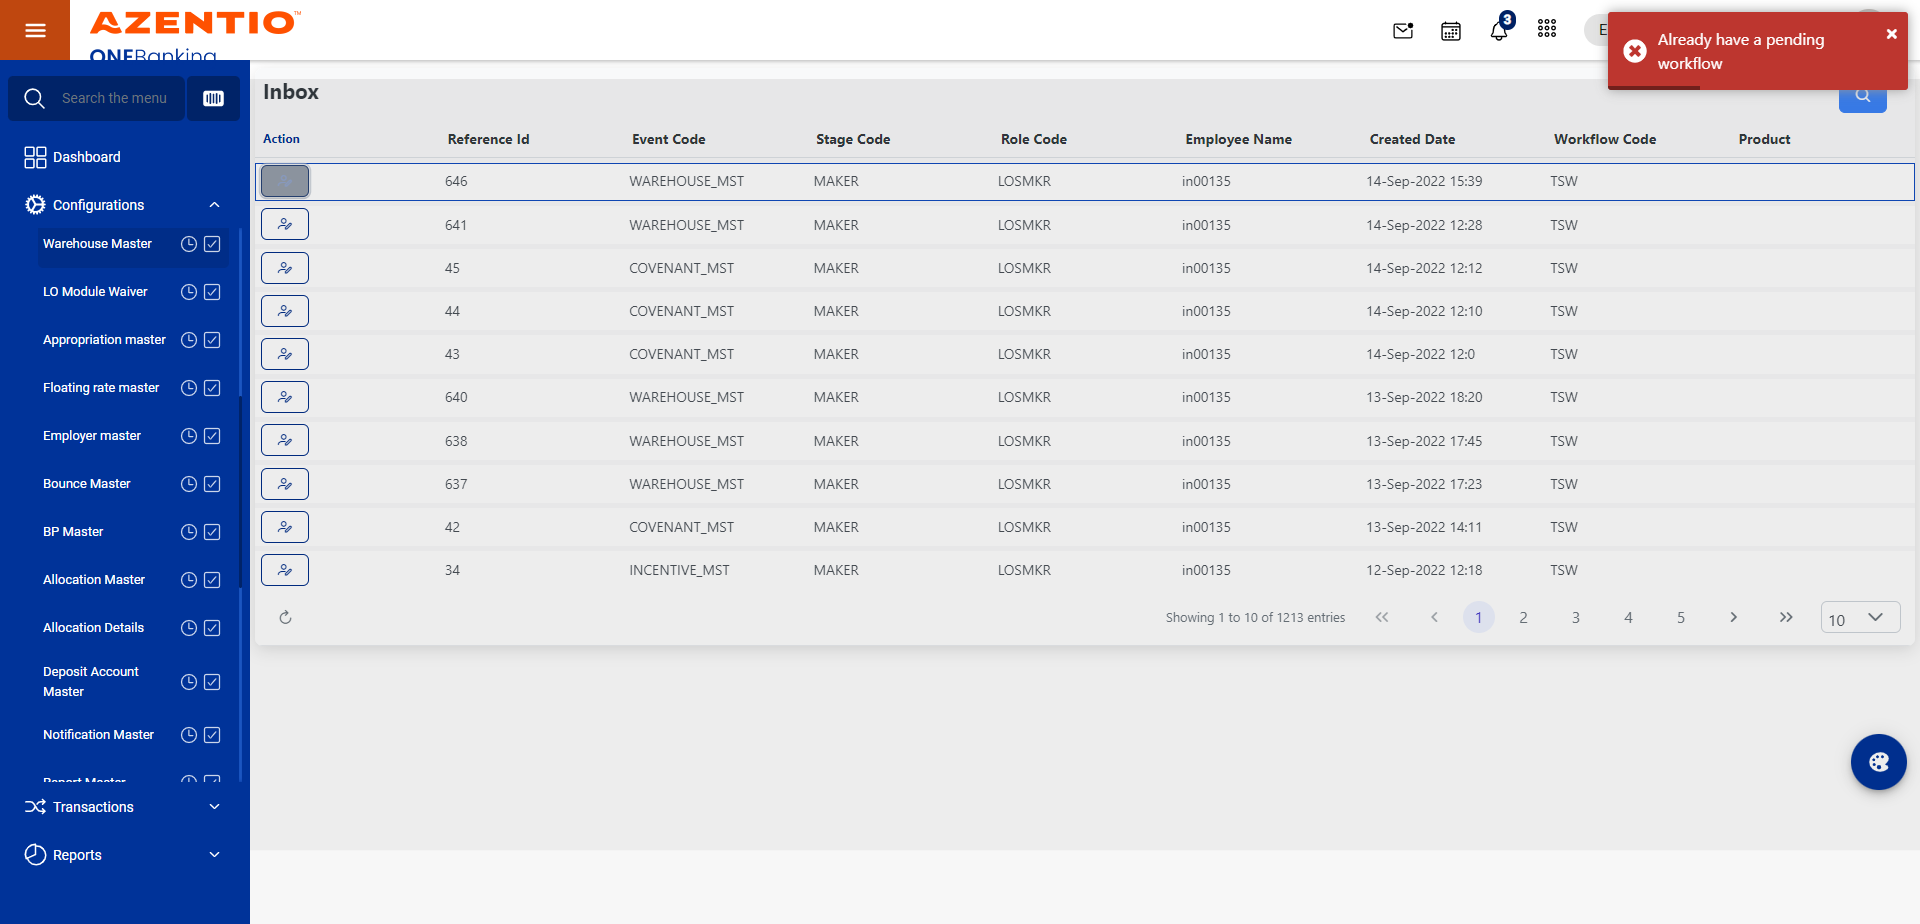 AZENTIO™
ONEBanking
3
E
Already have a pending
workflow
Search the menu
Dashboard
Configurations
Warehouse Master
LO Module Waiver
Appropriation master
Floating rate master
Employer master
Bounce Master
BP Master
Allocation Master
Allocation Details
Deposit Account
Master
Notification Master
Report Master
Transactions
Reports
Inbox
Action Reference Id Event Code Stage Code Role Code Employee Name Created Date Workflow Code Product
646 WAREHOUSE_MST MAKER LOSMKR in00135 14-Sep-2022 15:39 TSW
641 WAREHOUSE_MST MAKER LOSMKR in00135 14-Sep-2022 12:28 TSW
45 COVENANT_MST MAKER LOSMKR in00135 14-Sep-2022 12:12 TSW
44 COVENANT_MST MAKER LOSMKR in00135 14-Sep-2022 12:10 TSW
43 COVENANT_MST MAKER LOSMKR in00135 14-Sep-2022 12:0 TSW
640 WAREHOUSE_MST MAKER LOSMKR in00135 13-Sep-2022 18:20 TSW
638 WAREHOUSE_MST MAKER LOSMKR in00135 13-Sep-2022 17:45 TSW
637 WAREHOUSE_MST MAKER LOSMKR in00135 13-Sep-2022 17:23 TSW
42 COVENANT_MST MAKER LOSMKR in00135 13-Sep-2022 14:11 TSW
34 INCENTIVE_MST MAKER LOSMKR in00135 12-Sep-2022 12:18 TSW
Showing 1 to 10 of 1213 entries 1 2 3 4 5 10